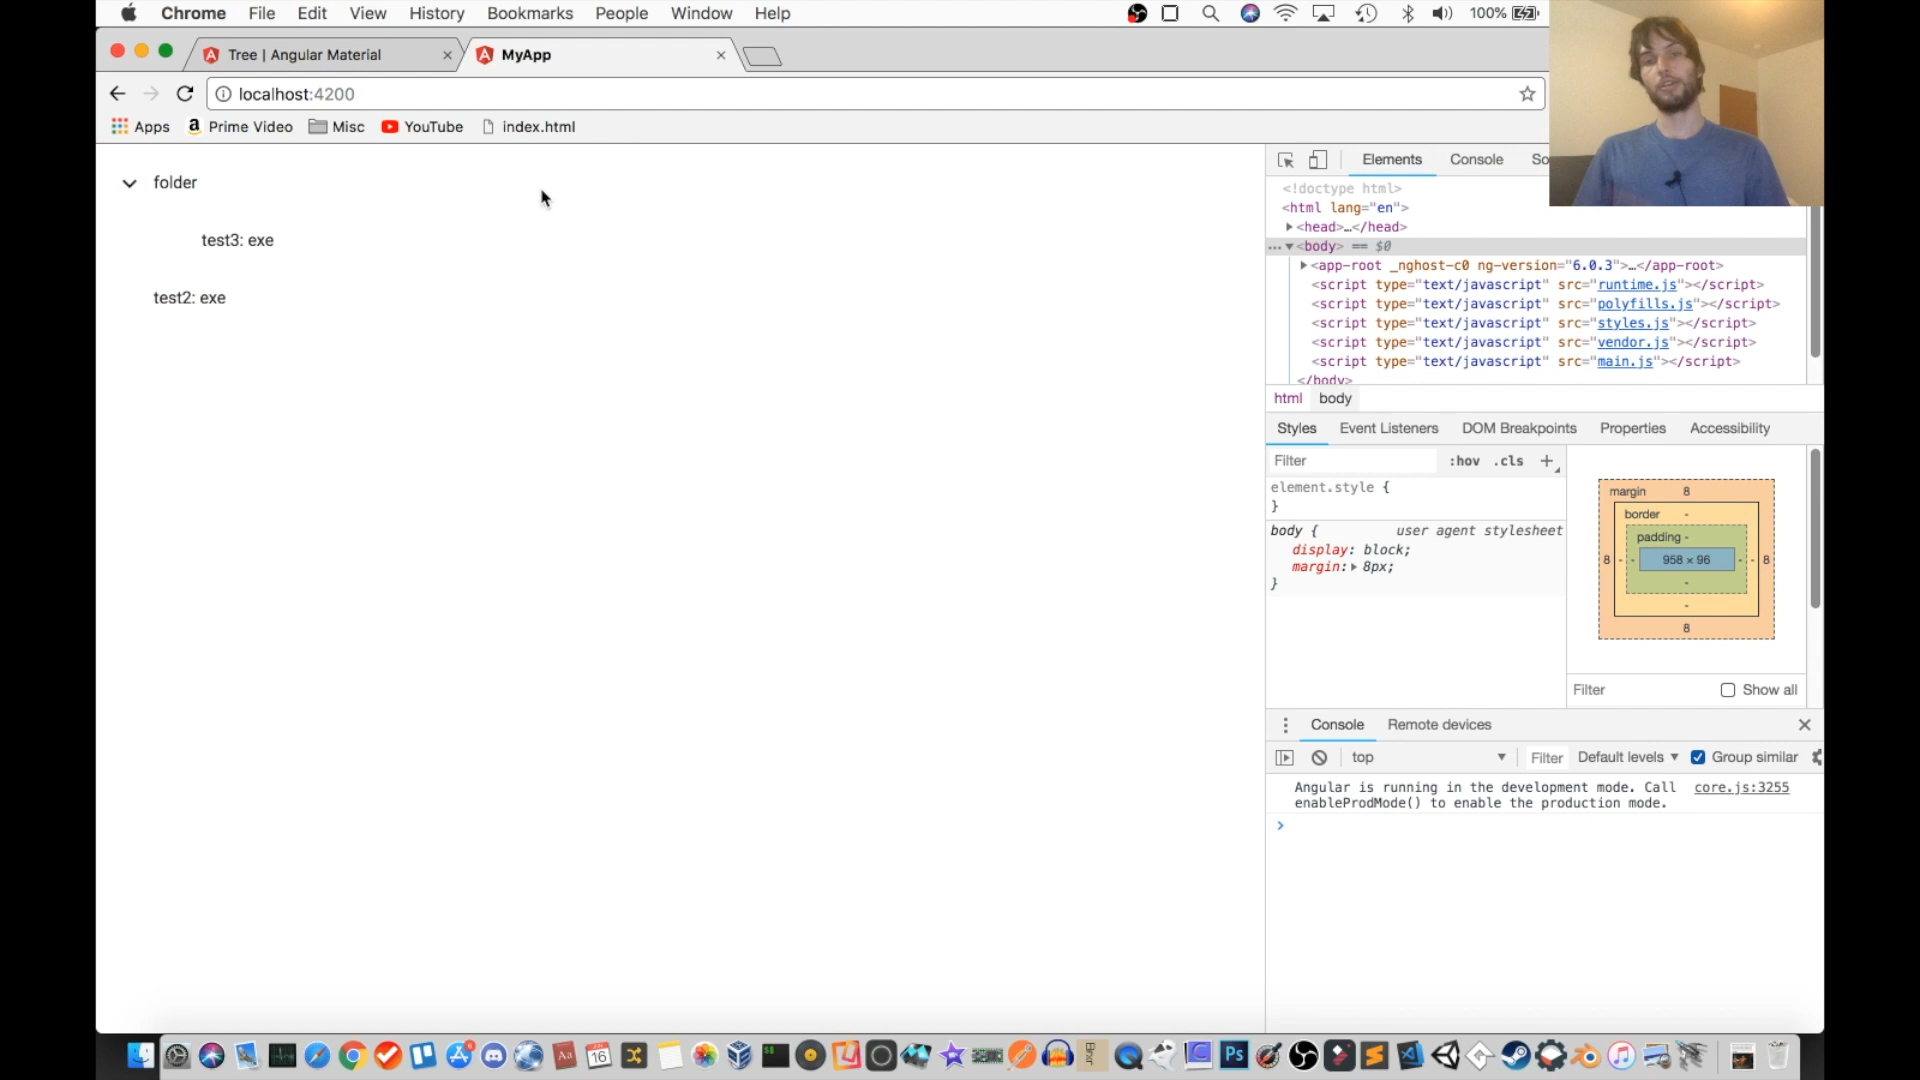 Chrome File Edit View History Bookmarks People Window Help 100%
Tree | Angular Material × MyApp ×
localhost:4200
Apps Prime Video Misc YouTube index.html
folder
test3: exe
test2: exe
Elements Console So
<!doctype html>
<html lang="en">
<head>…</head>
<body> == $0
<app-root _nghost-c0 ng-version="6.0.3">…</app-root>
<script type="text/javascript" src="runtime.js"></script>
<script type="text/javascript" src="polyfills.js"></script>
<script type="text/javascript" src="styles.js"></script>
<script type="text/javascript" src="vendor.js"></script>
<script type="text/javascript" src="main.js"></script>
</body>
html body
Styles Event Listeners DOM Breakpoints Properties Accessibility
Filter :hov .cls +
element.style {
}
body { user agent stylesheet
display: block;
margin: 8px;
}
margin 8
border -
padding -
8 - - 958 × 96 - - 8
-
-
8
Filter Show all
Console Remote devices
top Filter Default levels Group similar
Angular is running in the development mode. Call core.js:3255
enableProdMode() to enable the production mode.
>